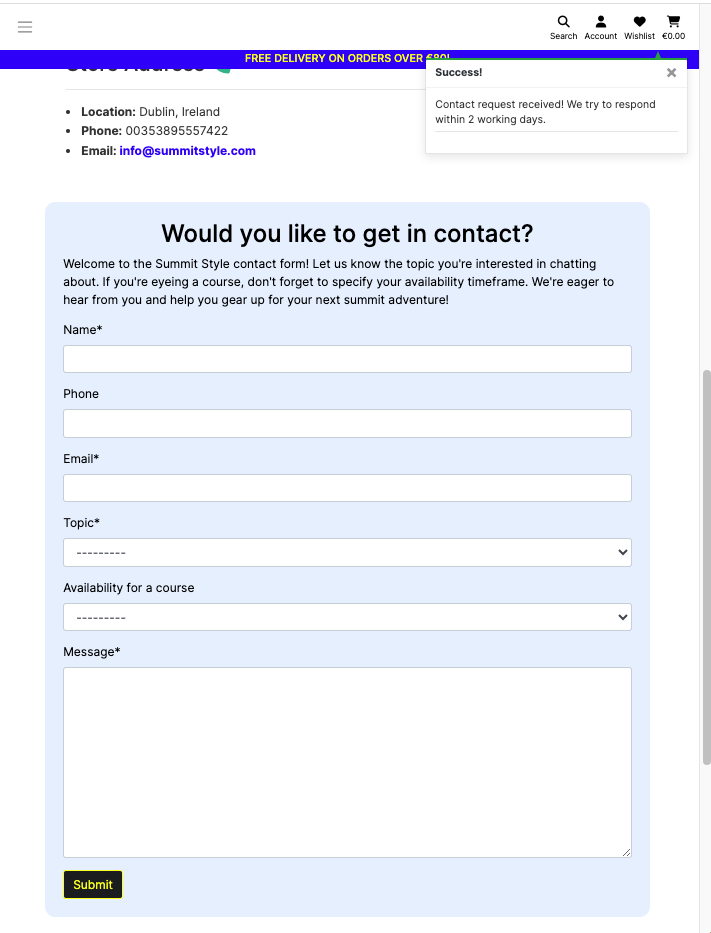 Search Account Wishlist €0.00
FREE DELIVERY ON ORDERS OVER €80!
Store Address
Success!
Contact request received! We try to respond
within 2 working days.
Location: Dublin, Ireland
Phone: 00353895557422
Email: info@summitstyle.com
Would you like to get in contact?
Welcome to the Summit Style contact form! Let us know the topic you're interested in chatting
about. If you're eyeing a course, don't forget to specify your availability timeframe. We're eager to
hear from you and help you gear up for your next summit adventure!
Name*
Phone
Email*
Topic*
---------
Availability for a course
---------
Message*
Submit